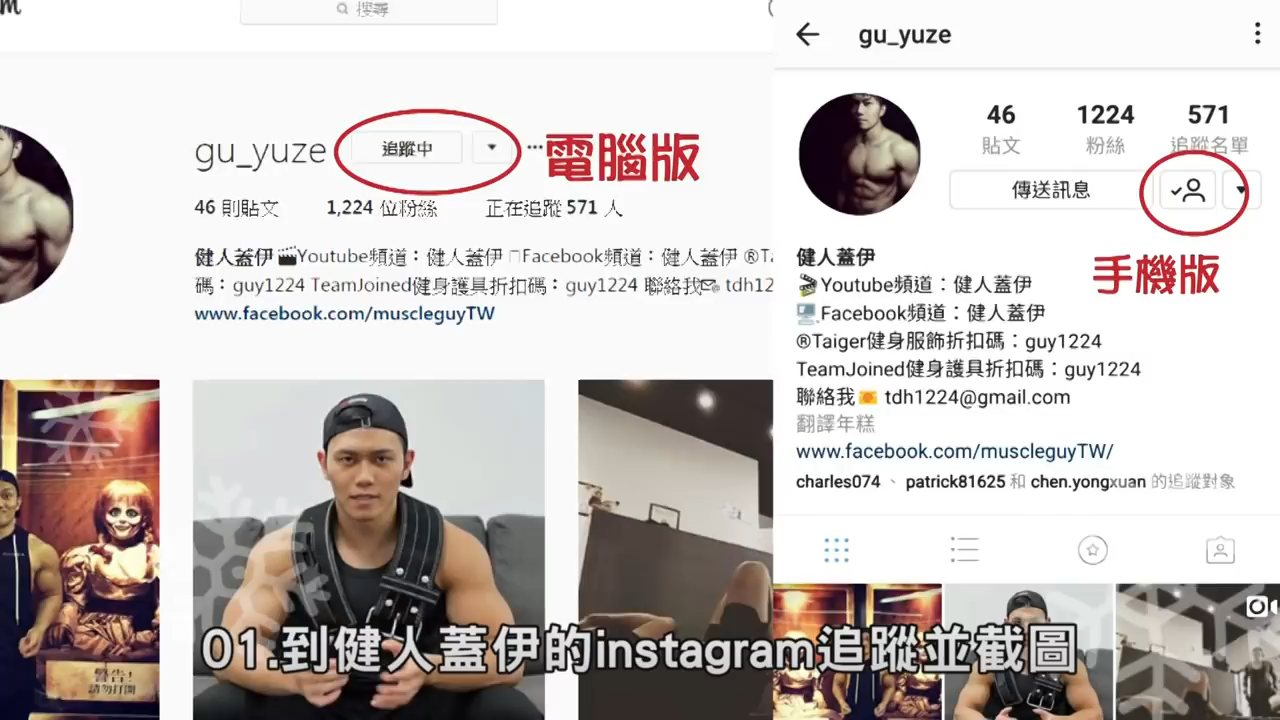 m
搜尋
gu_yuze 追蹤中 ▼ ···
電腦版
46 則貼文 1,224 位粉絲 正在追蹤 571 人
健人蓋伊 🎬Youtube頻道：健人蓋伊 Facebook頻道：健人蓋伊 ®T
碼：guy1224 TeamJoined健身護具折扣碼：guy1224 聯絡我 tdh12
www.facebook.com/muscleguyTW
gu_yuze
46 1224 571
貼文 粉絲 追蹤名單
傳送訊息
手機版
健人蓋伊
🎬Youtube頻道：健人蓋伊
🖥Facebook頻道：健人蓋伊
®Taiger健身服飾折扣碼：guy1224
TeamJoined健身護具折扣碼：guy1224
聯絡我 tdh1224@gmail.com
翻譯年糕
www.facebook.com/muscleguyTW/
charles074、patrick81625 和 chen.yongxuan 的追蹤對象
警告!
請勿打開
01.到健人蓋伊的instagram追蹤並截圖